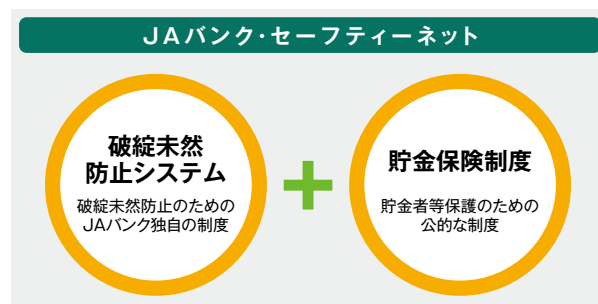 JAバンク・セーフティーネット
破綻未然
防止システム
破綻未然防止のための
JAバンク独自の制度
貯金保険制度
貯金者等保護のための
公的な制度